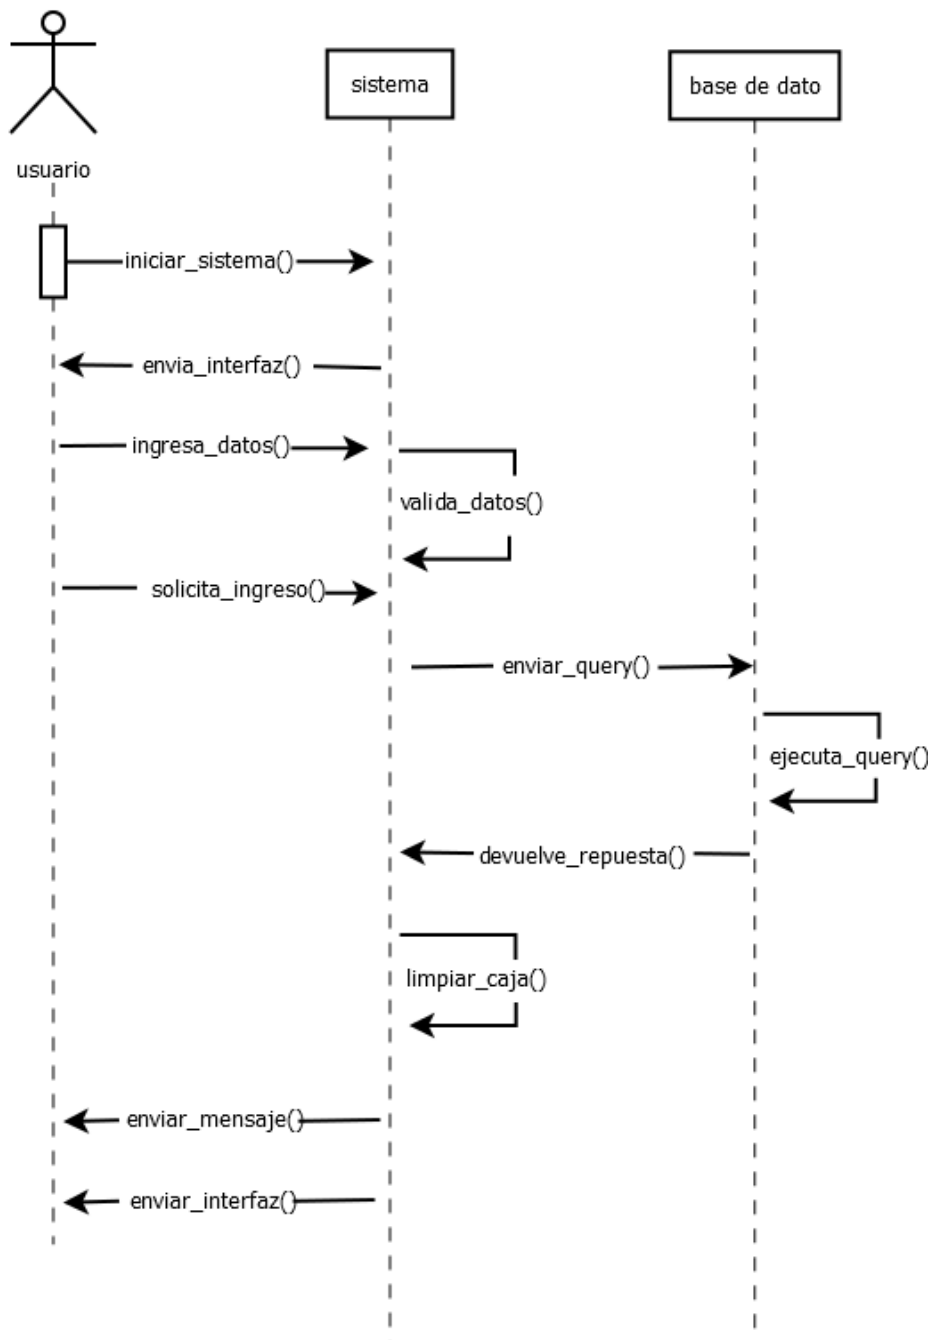 sistema
base de dato
usuario
iniciar_sistema()
envia_interfaz()
ingresa_datos()
valida_datos()
solicita_ingreso()
enviar_query()
ejecuta_query()
devuelve_repuesta()
limpiar_caja()
enviar_mensaje()
enviar_interfaz()